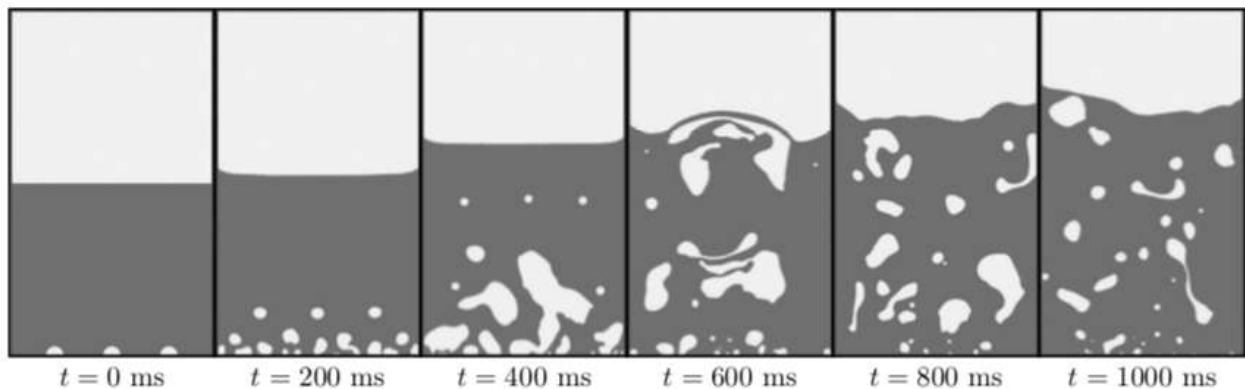 t = 0 ms t = 200 ms t = 400 ms t = 600 ms t = 800 ms t = 1000 ms